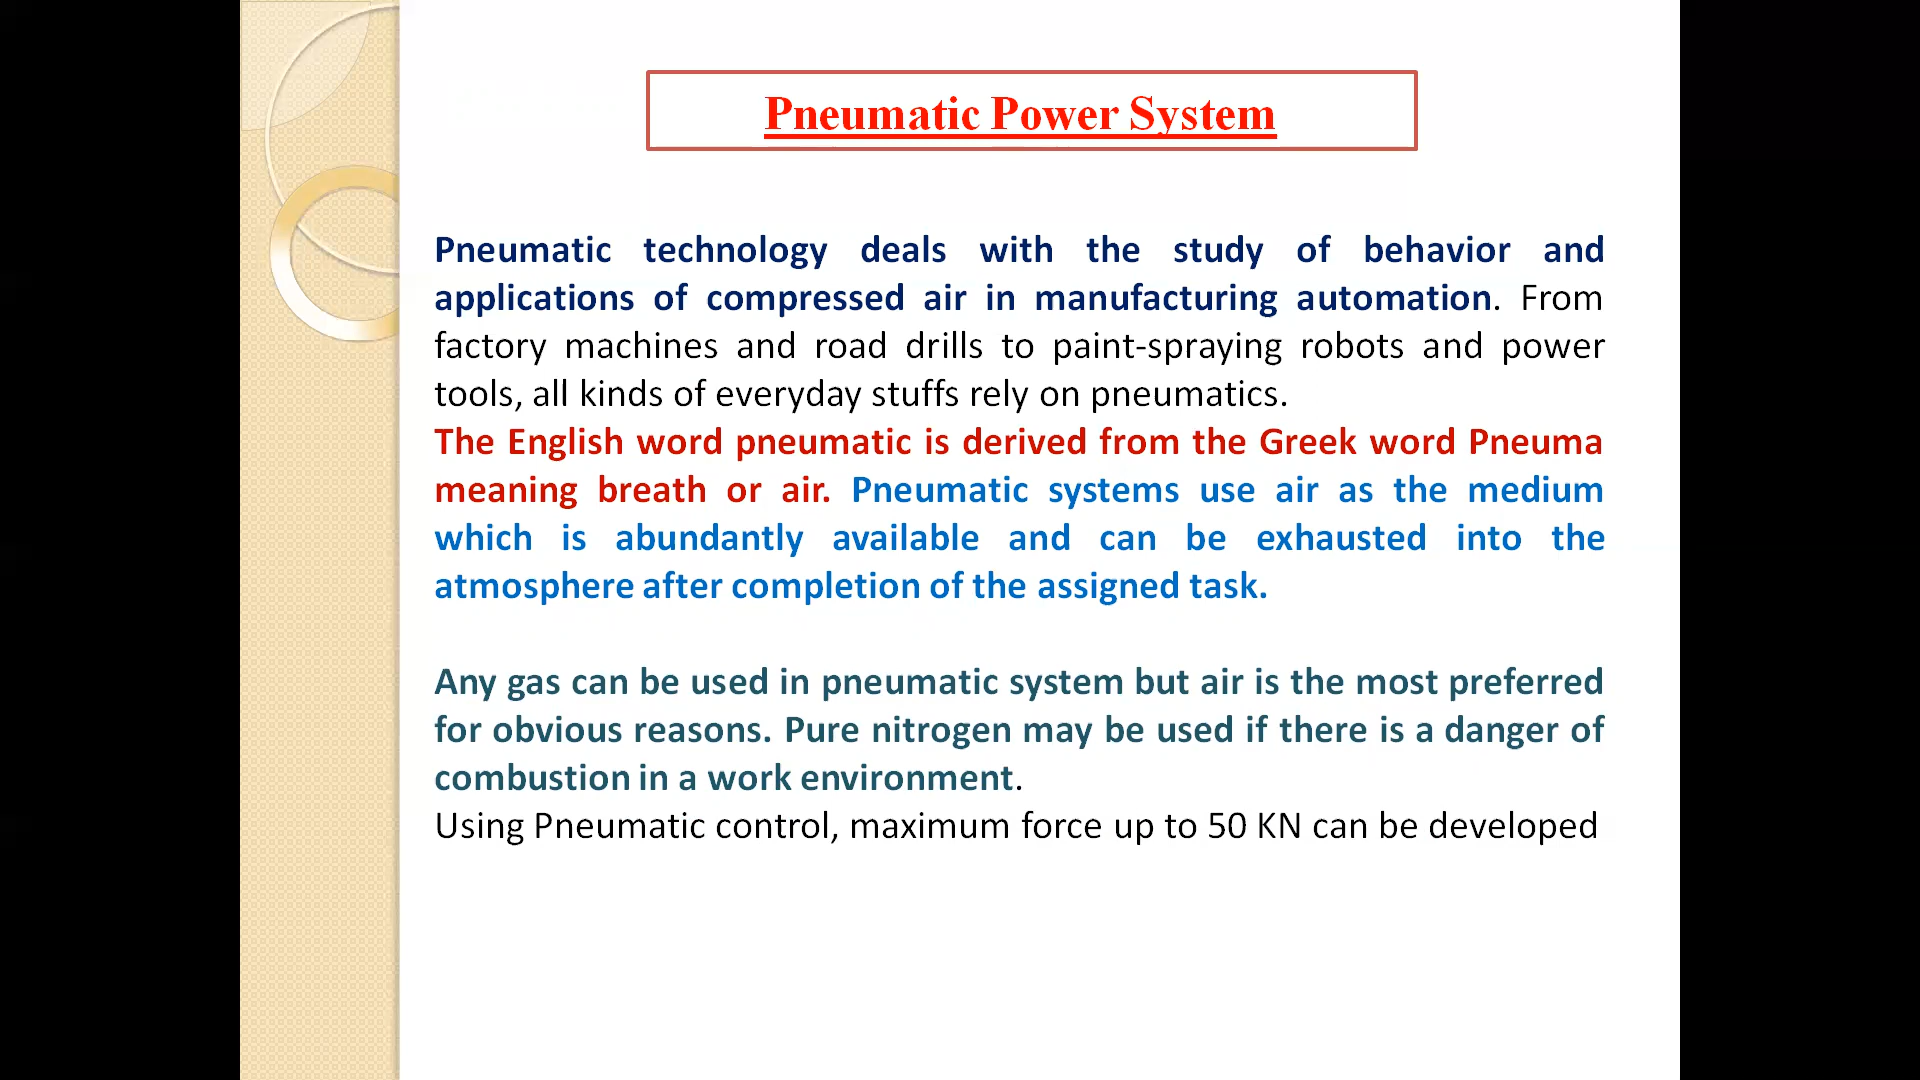 Pneumatic Power System
Pneumatic technology deals with the study of behavior and
applications of compressed air in manufacturing automation. From
factory machines and road drills to paint-spraying robots and power
tools, all kinds of everyday stuffs rely on pneumatics.
The English word pneumatic is derived from the Greek word Pneuma
meaning breath or air. Pneumatic systems use air as the medium
which is abundantly available and can be exhausted into the
atmosphere after completion of the assigned task.
Any gas can be used in pneumatic system but air is the most preferred
for obvious reasons. Pure nitrogen may be used if there is a danger of
combustion in a work environment.
Using Pneumatic control, maximum force up to 50 KN can be developed